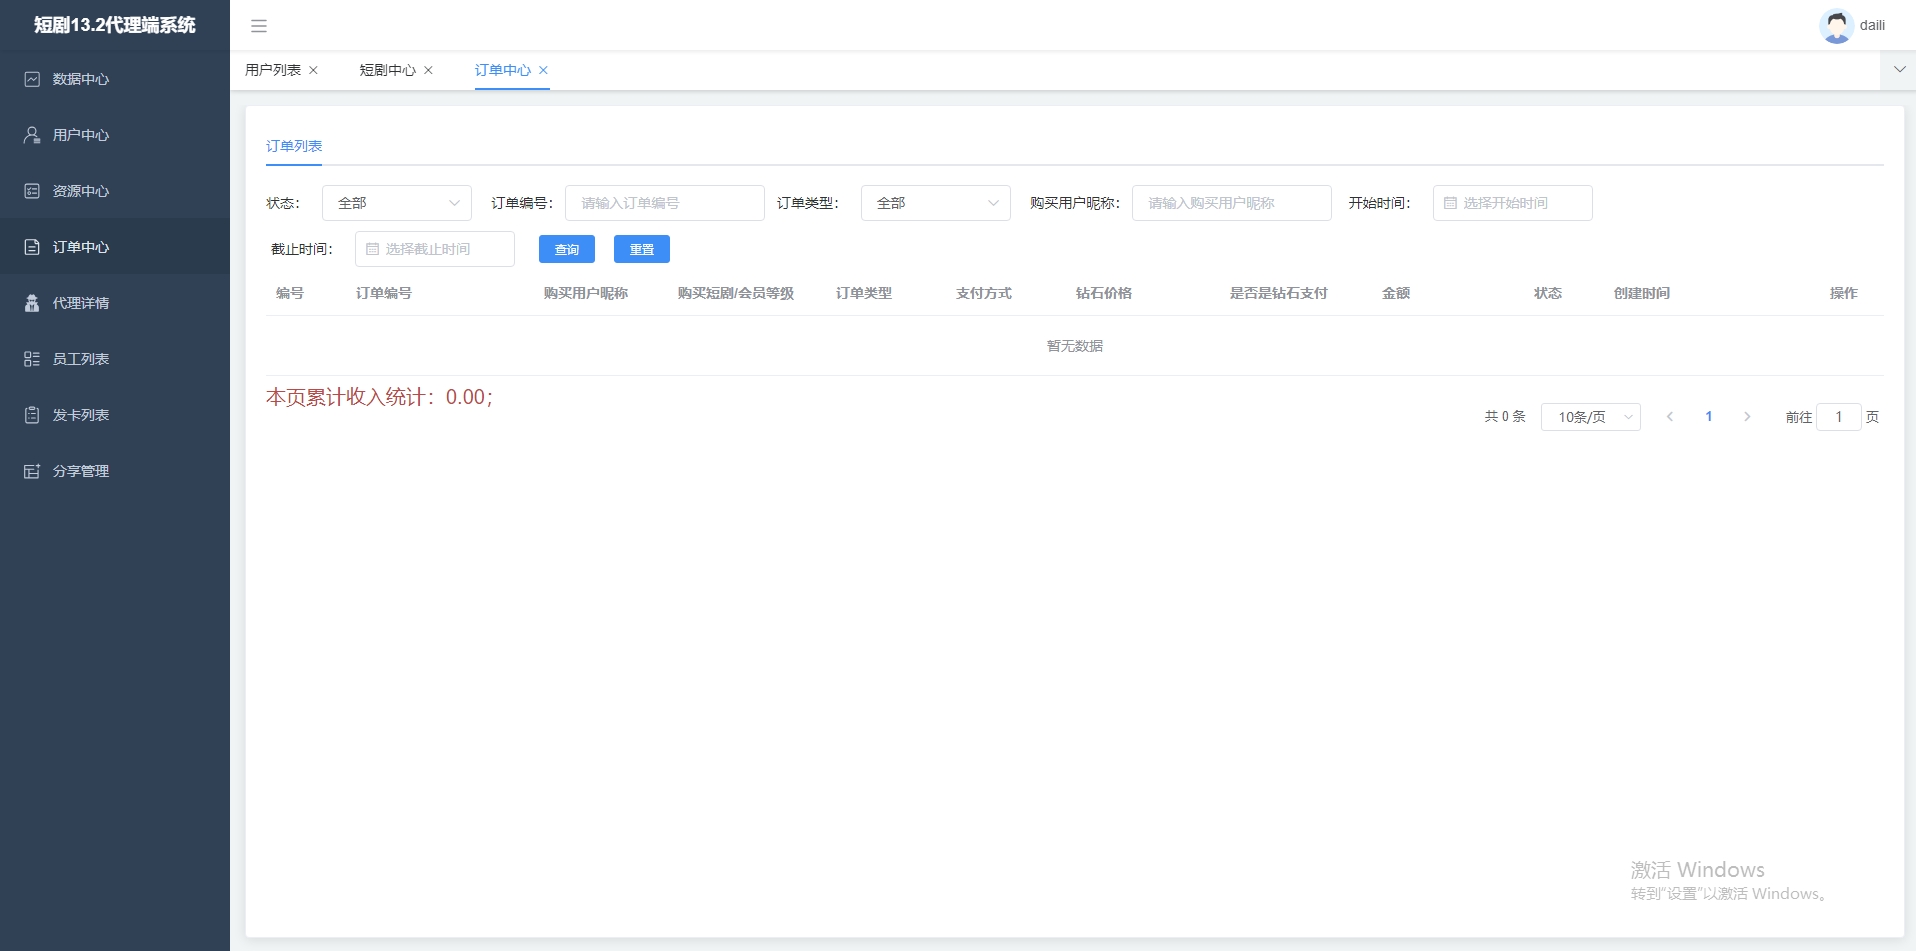 短剧13.2代理端系统
daili
数据中心
用户中心
资源中心
订单中心
代理详情
员工列表
发卡列表
分享管理
用户列表 短剧中心 订单中心
订单列表
状态： 全部 订单编号： 请输入订单编号 订单类型： 全部 购买用户昵称： 请输入购买用户昵称 开始时间： 选择开始时间
截止时间： 选择截止时间 查询 重置
编号 订单编号 购买用户昵称 购买短剧/会员等级 订单类型 支付方式 钻石价格 是否是钻石支付 金额 状态 创建时间 操作
暂无数据
本页累计收入统计：0.00；
共 0 条 10条/页 1 前往 1 页
激活 Windows
转到“设置”以激活 Windows。